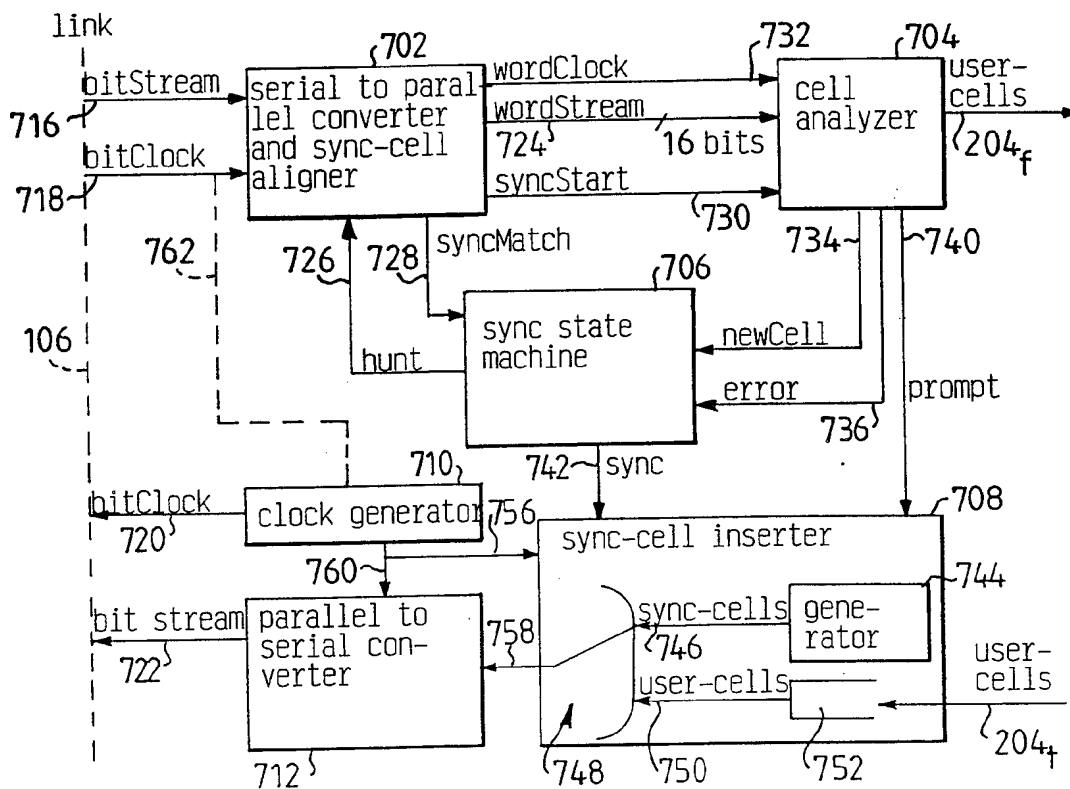 link
702
704
732
bitStream
wordClock
user-
cells
716
serial to paral
lel converter
and sync-cell
aligner
wordStream
724
16 bits
cell
analyzer
204f
bitClock
718
syncStart
730
762
726
728
syncMatch
734
740
706
106
sync state
machine
newCell
hunt
error
736
prompt
742
sync
710
708
bitClock
720
clock generator
756
sync-cell inserter
760
744
bit stream
722
parallel to
serial con-
verter
758
sync-cells
746
gene-
rator
user-cells
user-
cells
712
748
750
752
204t